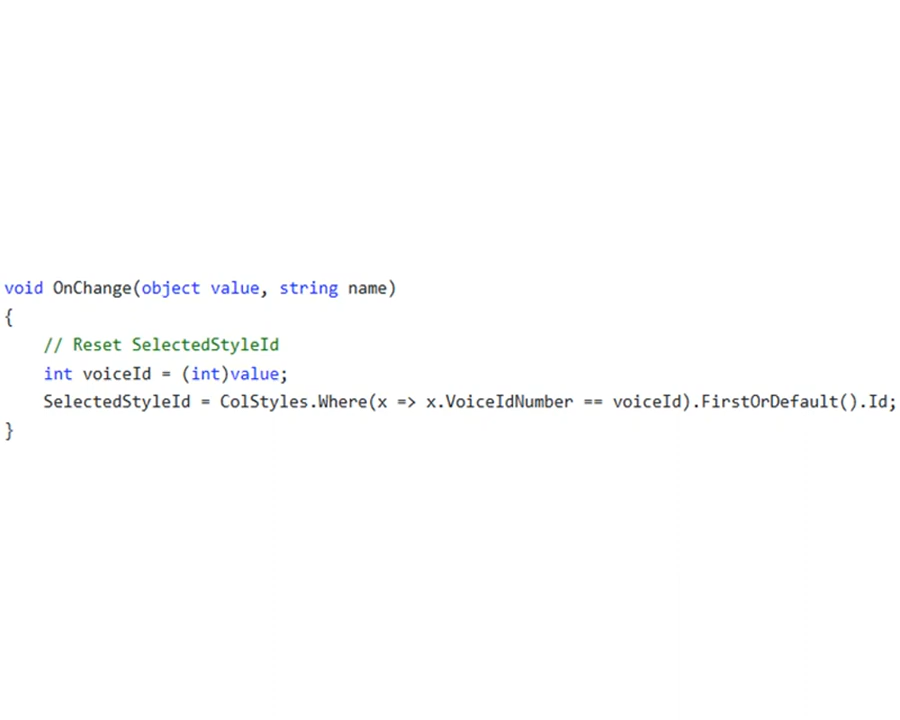 void OnChange(object value, string name)
{
    // Reset SelectedStyleId
    int voiceId = (int)value;
    SelectedStyleId = ColStyles.Where(x => x.VoiceIdNumber == voiceId).FirstOrDefault().Id;
}